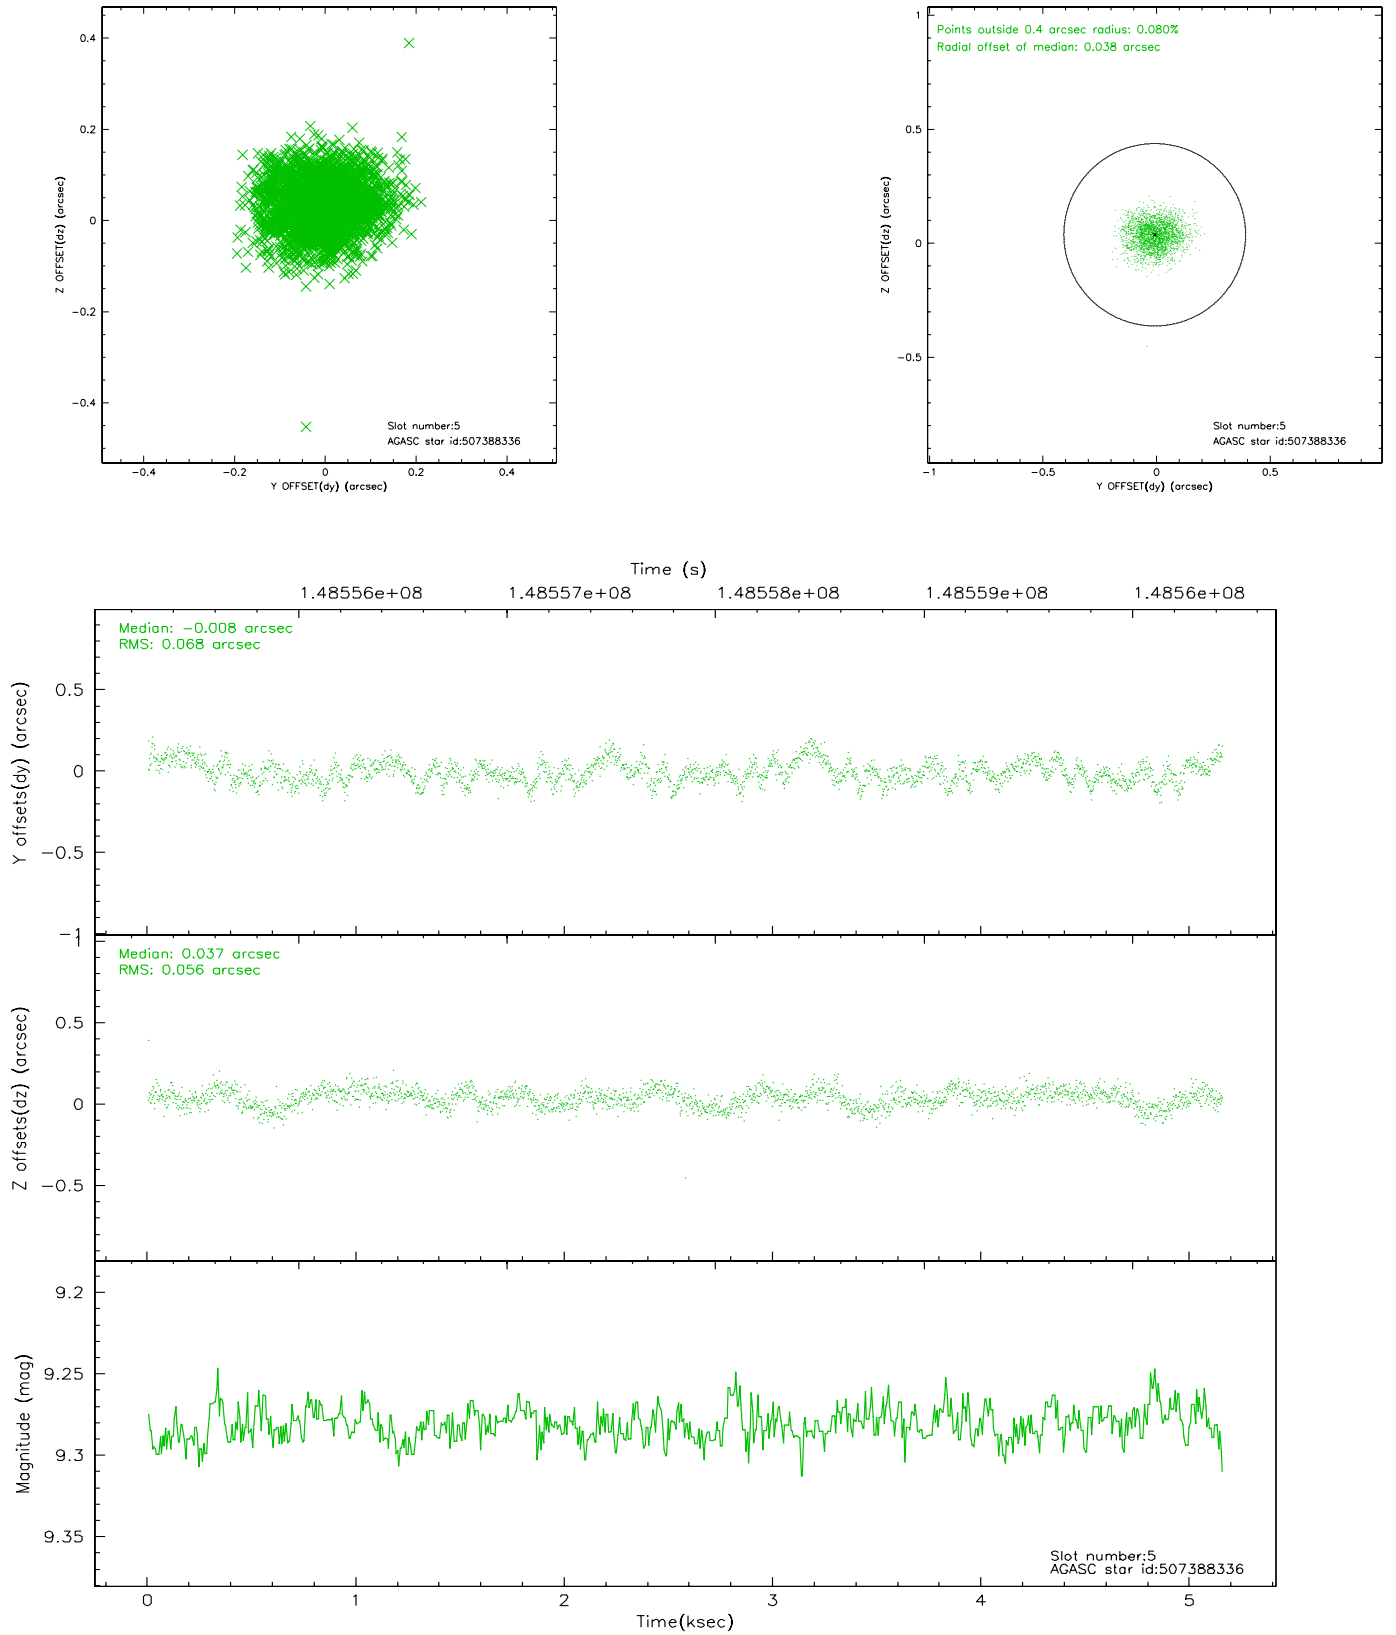 0.4
0.2
0
−0.2
−0.4
Z OFFSET(dz) (arcsec)
Slot number:5
AGASC star id:507388336
−0.4 −0.2 0 0.2 0.4
Y OFFSET(dy) (arcsec)
Points outside 0.4 arcsec radius: 0.080%
Radial offset of median: 0.038 arcsec
1
0.5
0
−0.5
Z OFFSET(dz) (arcsec)
Slot number:5
AGASC star id:507388336
−1 −0.5 0 0.5
Y OFFSET(dy) (arcsec)
Time (s)
1.48556e+08 1.48557e+08 1.48558e+08 1.48559e+08 1.4856e+08
Median: −0.008 arcsec
RMS: 0.068 arcsec
0.5
0
−0.5
−1
Y offsets(dy) (arcsec)
Median: 0.037 arcsec
RMS: 0.056 arcsec
1
0.5
0
−0.5
Z offsets(dz) (arcsec)
9.2
9.25
9.3
9.35
Magnitude (mag)
Slot number:5
AGASC star id:507388336
0 1 2 3 4 5
Time(ksec)